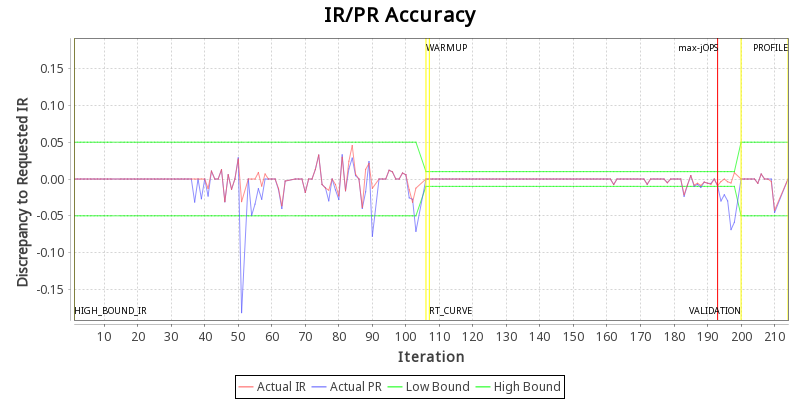 IR/PR Accuracy
WARMUP
max-jOPS
PROFILE
0.15
0.10
0.05
0.00
-0.05
-0.10
-0.15
Discrepancy to Requested IR
HIGH_BOUND_IR
RT_CURVE
VALIDATION
10 20 30 40 50 60 70 80 90 100 110 120 130 140 150 160 170 180 190 200 210
Iteration
Actual IR Actual PR Low Bound High Bound